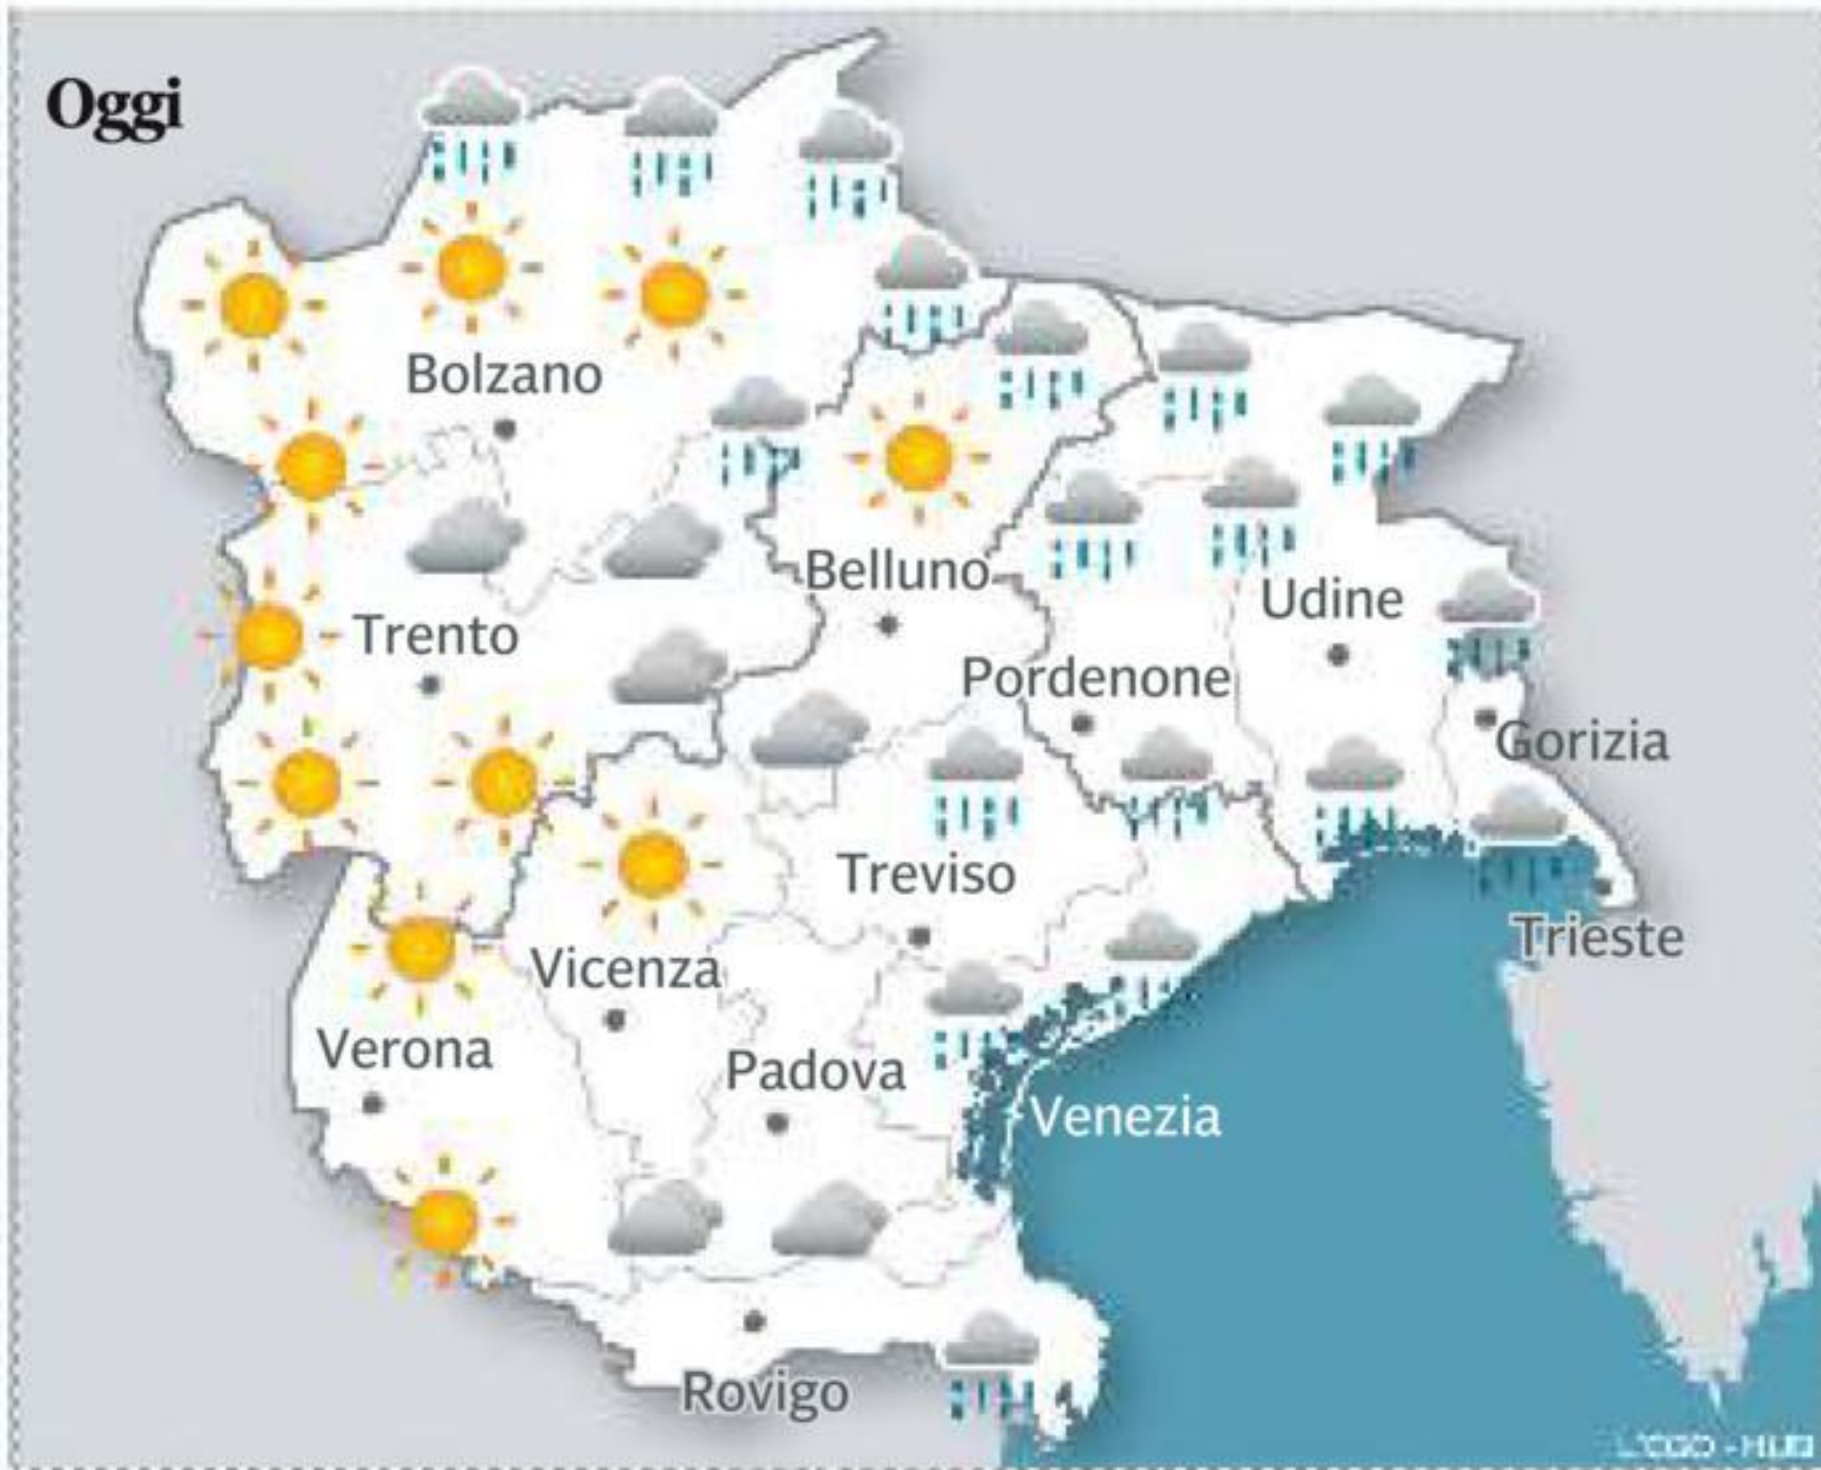 Oggi
Bolzano
Belluno
Udine
Trento
Pordenone
Gorizia
Treviso
Trieste
Vicenza
Verona
Padova
Venezia
Rovigo